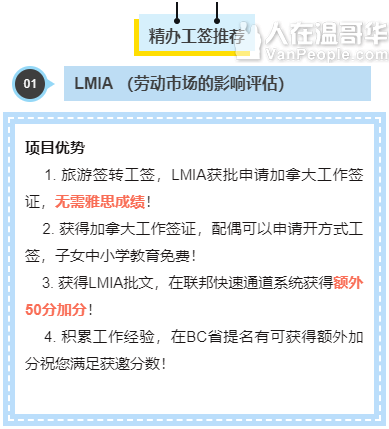 人在温哥华
VanPeople.com
精办工签推荐
01
LMIA （劳动市场的影响评估）
项目优势
1. 旅游签转工签，LMIA获批申请加拿大工作签
证，无需雅思成绩！
2. 获得加拿大工作签证，配偶可以申请开方式工
签，子女中小学教育免费！
3. 获得LMIA批文，在联邦快速通道系统获得额外
50分加分！
4. 积累工作经验，在BC省提名有可获得额外加
分祝您满足获邀分数！